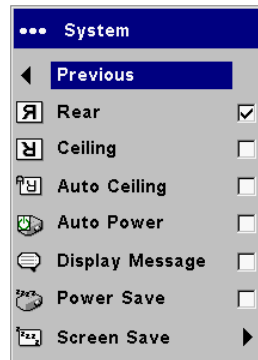 ••• System
Previous
Rear
Ceiling
Auto Ceiling
Auto Power
Display Message
Power Save
Screen Save